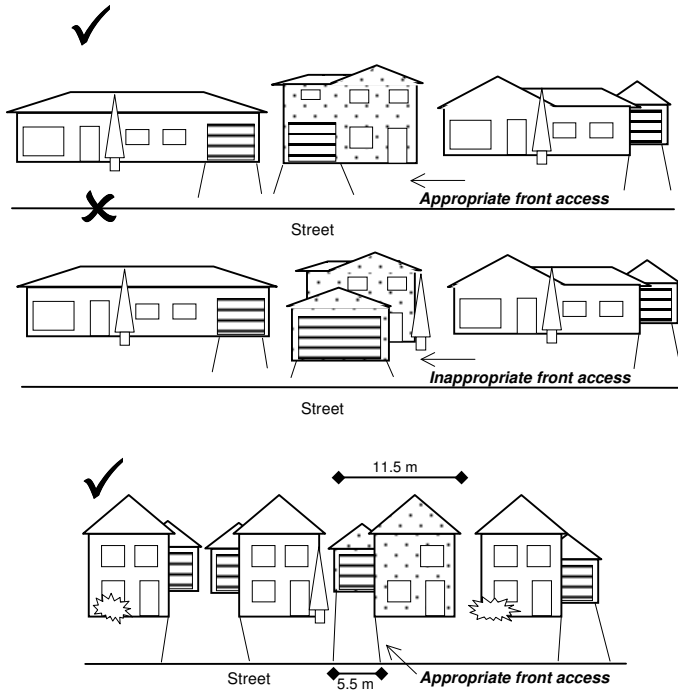 Appropriate front access
Street
Inappropriate front access
Street
11.5 m
Street
5.5 m
Appropriate front access